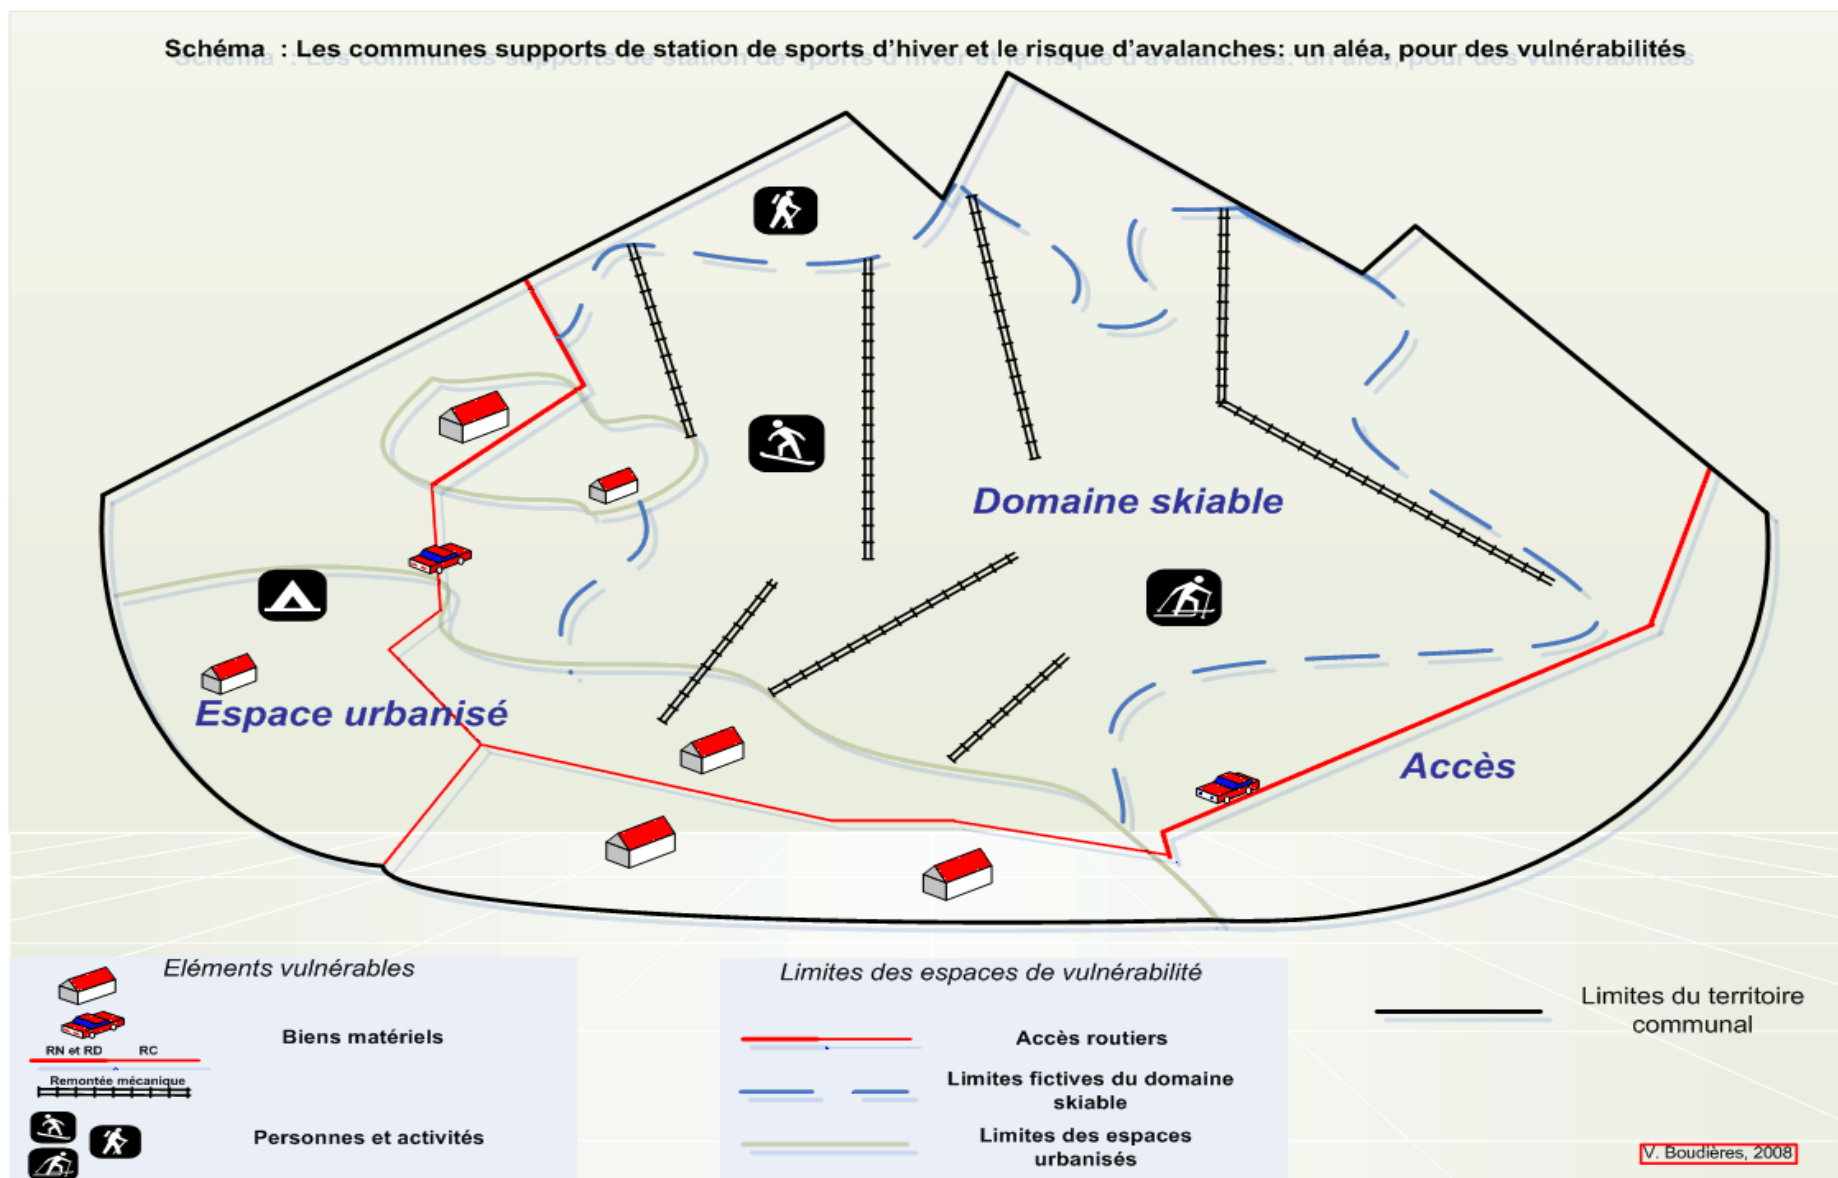 Schéma : Les communes supports de station de sports d'hiver et le risque d'avalanches: un aléa, pour des vulnérabilités
Domaine skiable
Espace urbanisé
Accès
Eléments vulnérables
Biens matériels
RN et RD RC
Remontée mécanique
Personnes et activités
Limites des espaces de vulnérabilité
Accès routiers
Limites fictives du domaine
skiable
Limites des espaces
urbanisés
Limites du territoire
communal
V. Boudières, 2008